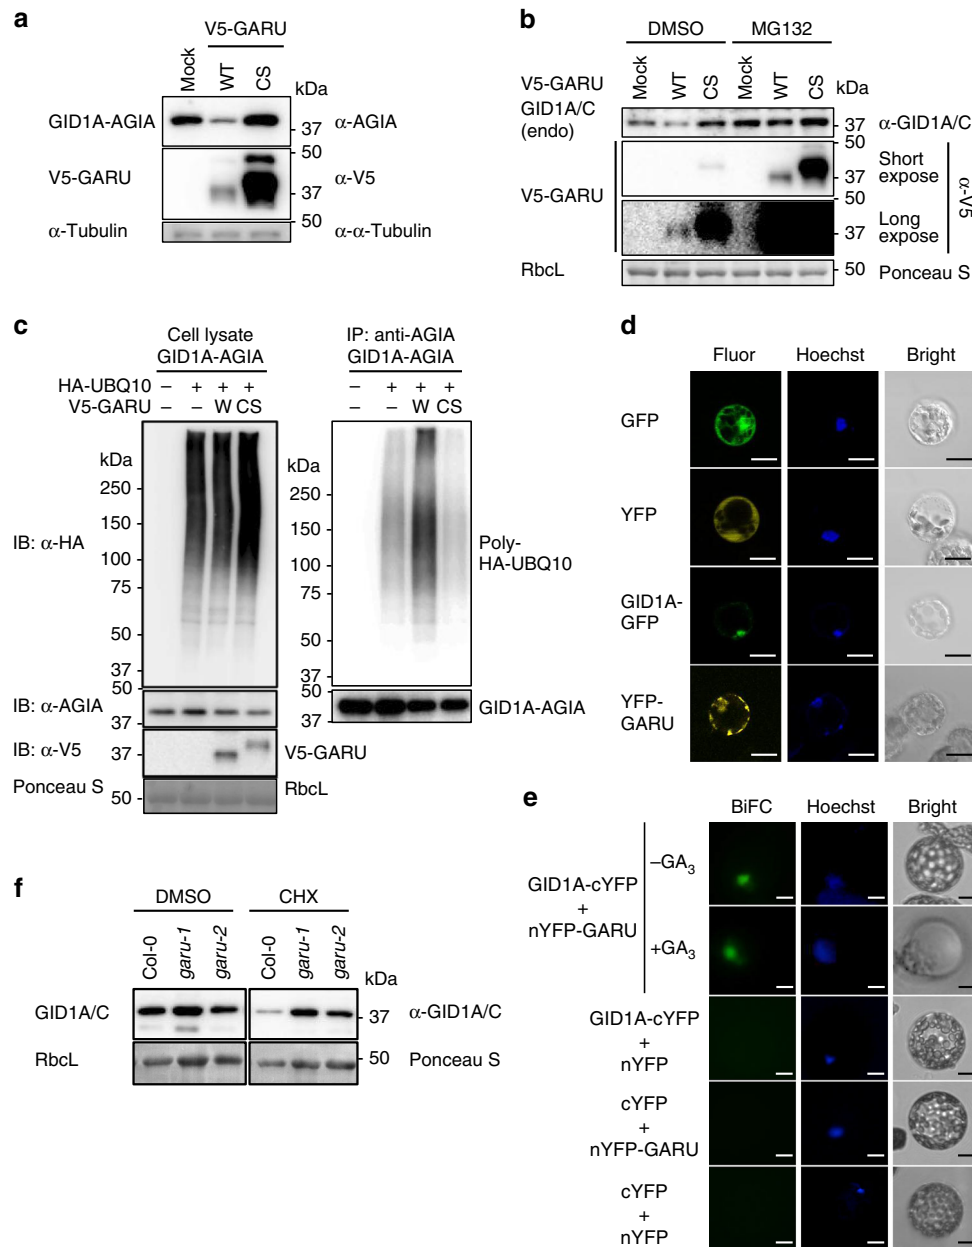 a
V5-GARU
Mock
WT
CS
kDa
GID1A-AGIA
37
α-AGIA
50
V5-GARU
37
α-V5
50
α-Tubulin
α-α-Tubulin
b
DMSO
MG132
V5-GARU
Mock
WT
CS
Mock
WT
CS
kDa
GID1A/C
(endo)
37
α-GID1A/C
50
V5-GARU
37
Short
expose
50
37
Long
expose
α-V5
RbcL
50
Ponceau S
c
Cell lysate
GID1A-AGIA
IP: anti-AGIA
GID1A-AGIA
HA-UBQ10
– + + +
– + + +
V5-GARU
– – W CS
– – W CS
kDa
250
150
100
75
50
37
IB: α-HA
kDa
250
150
100
75
50
37
Poly-
HA-UBQ10
50
IB: α-AGIA
37
50
37
GID1A-AGIA
IB: α-V5
37
V5-GARU
Ponceau S
50
RbcL
d
Fluor
Hoechst
Bright
GFP
YFP
GID1A-
GFP
YFP-
GARU
e
BiFC
Hoechst
Bright
GID1A-cYFP
+
nYFP-GARU
–GA3
+GA3
GID1A-cYFP
+
nYFP
cYFP
+
nYFP-GARU
cYFP
+
nYFP
f
DMSO
CHX
Col-0
garu-1
garu-2
Col-0
garu-1
garu-2
kDa
GID1A/C
37
α-GID1A/C
RbcL
50
Ponceau S